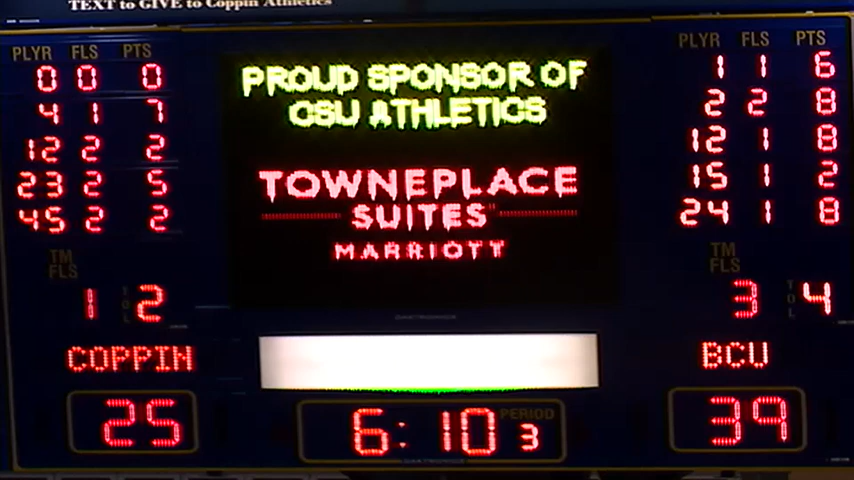 TEXT to GIVE to Coppin Athletics
PLYR FLS PTS
0 0 0
4 1 7
12 2 2
23 2 5
45 2 2
TM FLS
1 TOL 2
COPPIN
25
PROUD SPONSOR OF
CSU ATHLETICS
TOWNEPLACE
SUITES
MARRIOTT
DAKTRONICS
6:10 PERIOD 3
DAKTRONICS
PLYR FLS PTS
1 1 6
2 2 8
12 1 8
15 1 2
24 1 8
TM FLS
3 TOL 4
BCU
39